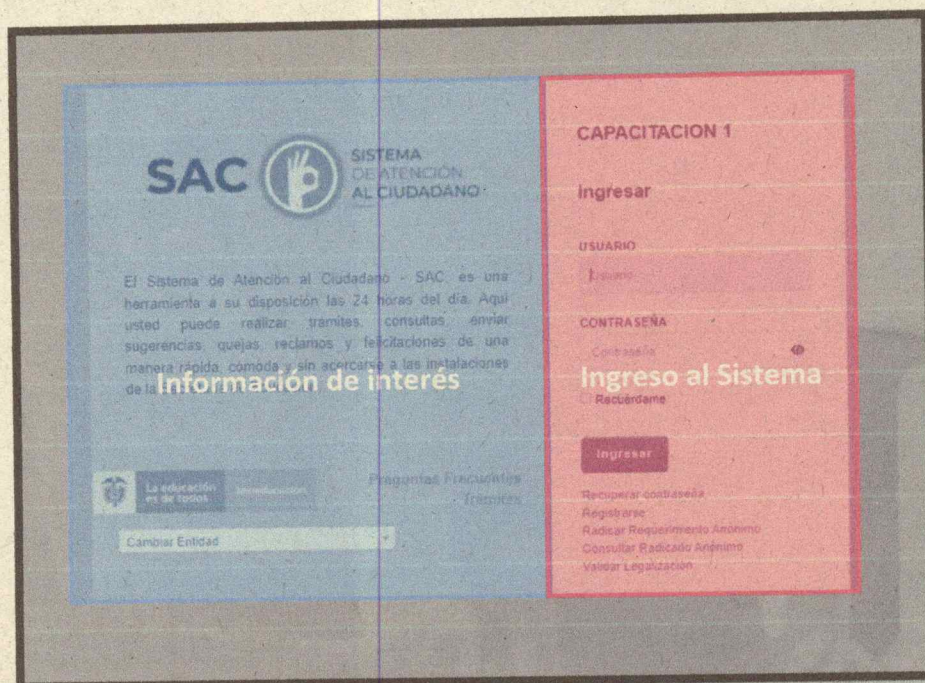 SAC
SISTEMA
DE ATENCIÓN
AL CIUDADANO
El Sistema de Atención al Ciudadano - SAC, es una
herramienta a su disposición las 24 horas del día. Aquí
usted puede realizar tramites, consultas, enviar
sugerencias, quejas, reclamos y felicitaciones de una
manera rápida, cómoda y sin acercarse a las instalaciones
de la
Información de interés
La educación
es de todos
Mineducación
Preguntas Frecuentes
Trámites
Cambiar Entidad
CAPACITACION 1
Ingresar
USUARIO
Usuario
CONTRASEÑA
Contraseña
Ingreso al Sistema
Recuérdame
Ingresar
Recuperar contraseña
Registrarse
Radicar Requerimiento Anónimo
Consultar Radicado Anónimo
Validar Legalización